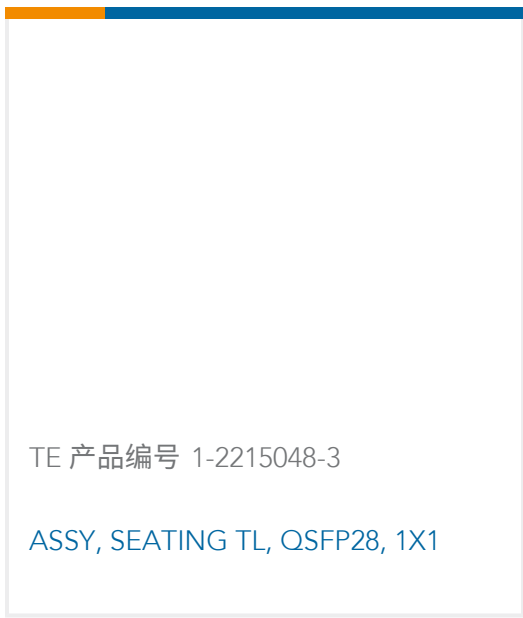 TE 产品编号 1-2215048-3
ASSY, SEATING TL, QSFP28, 1X1